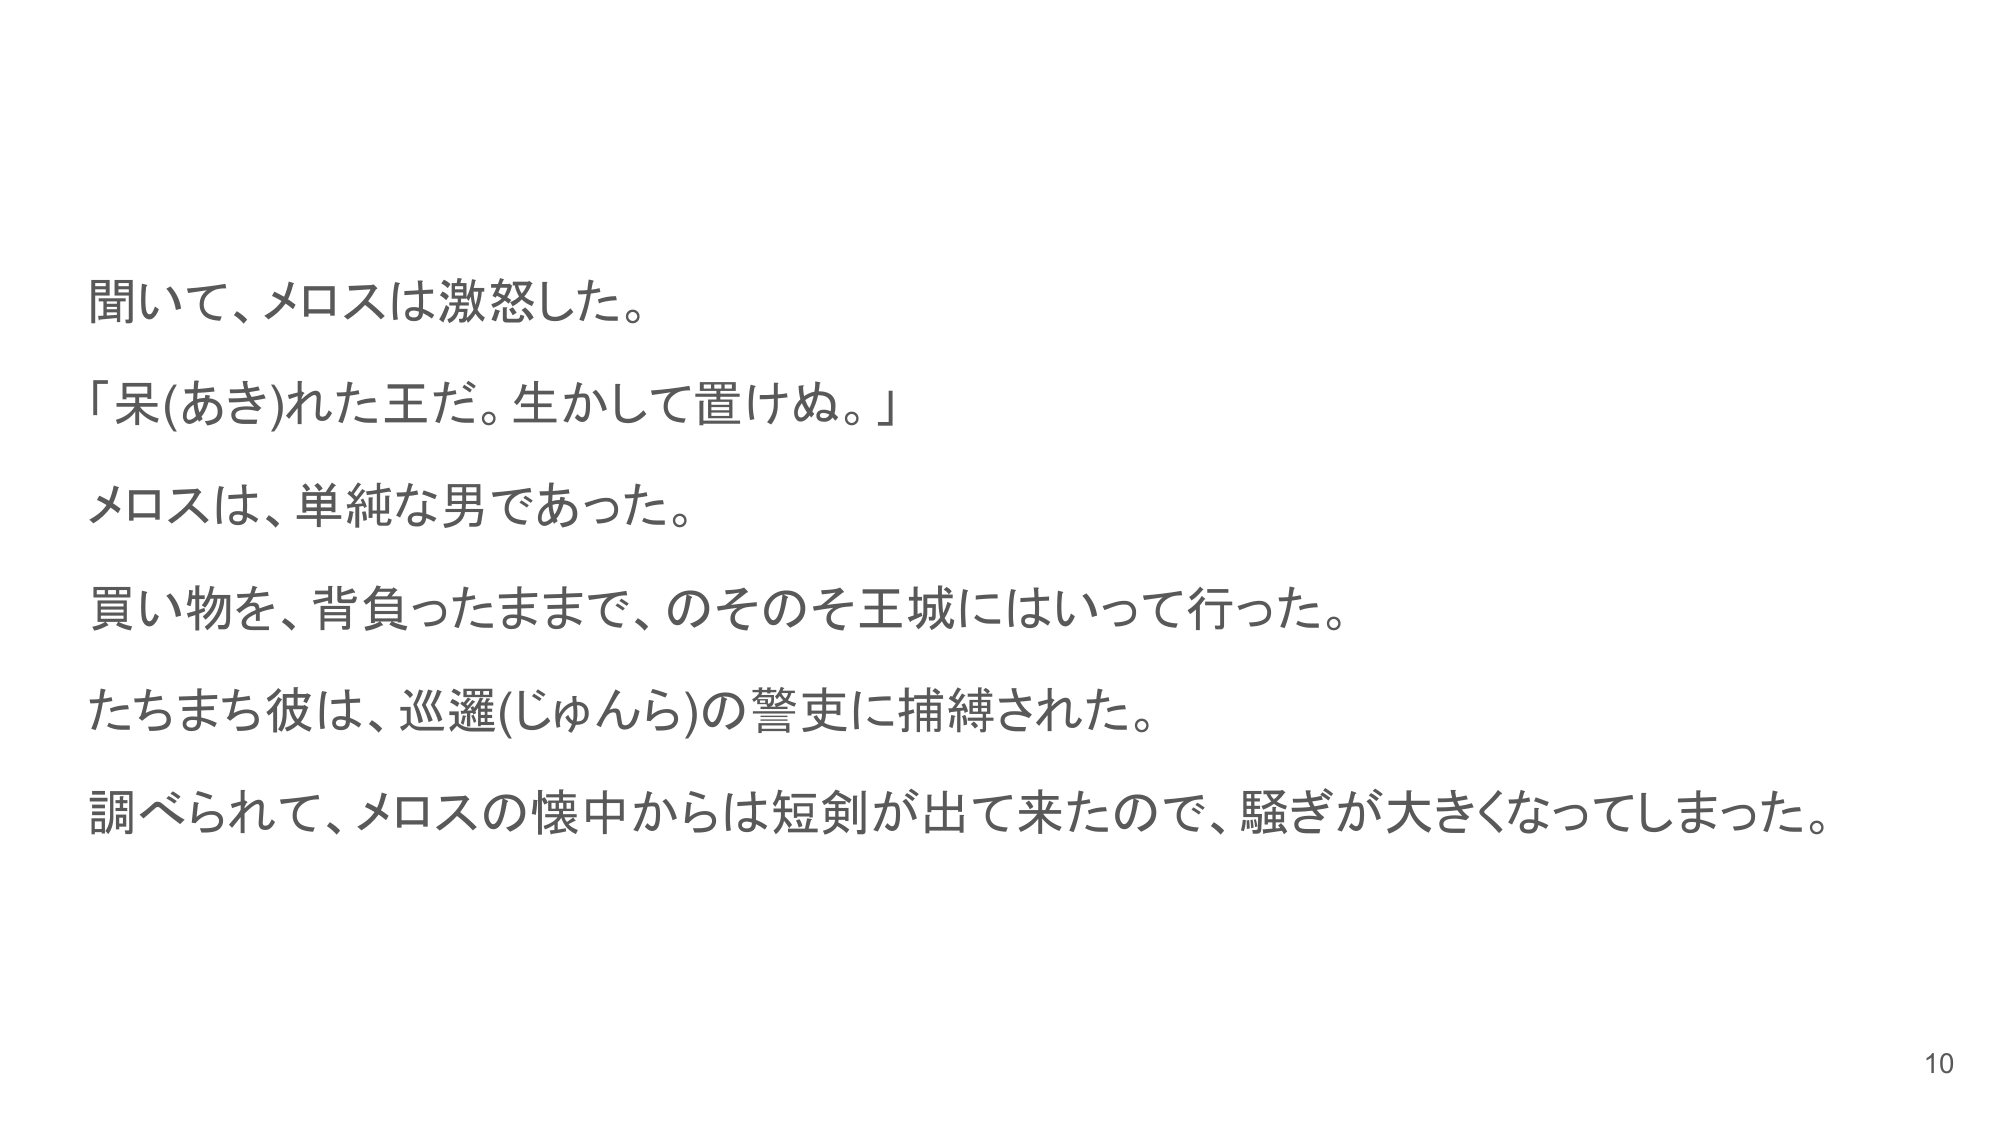 聞いて、メロスは激怒した。
「呆(あき)れた王だ。生かして置けぬ。」
メロスは、単純な男であった。
買い物を、背負ったままで、のそのそ王城にはいって行った。
たちまち彼は、巡邏(じゅんら)の警吏に捕縛された。
調べられて、メロスの懐中からは短剣が出て来たので、騒ぎが大きくなってしまった。
10